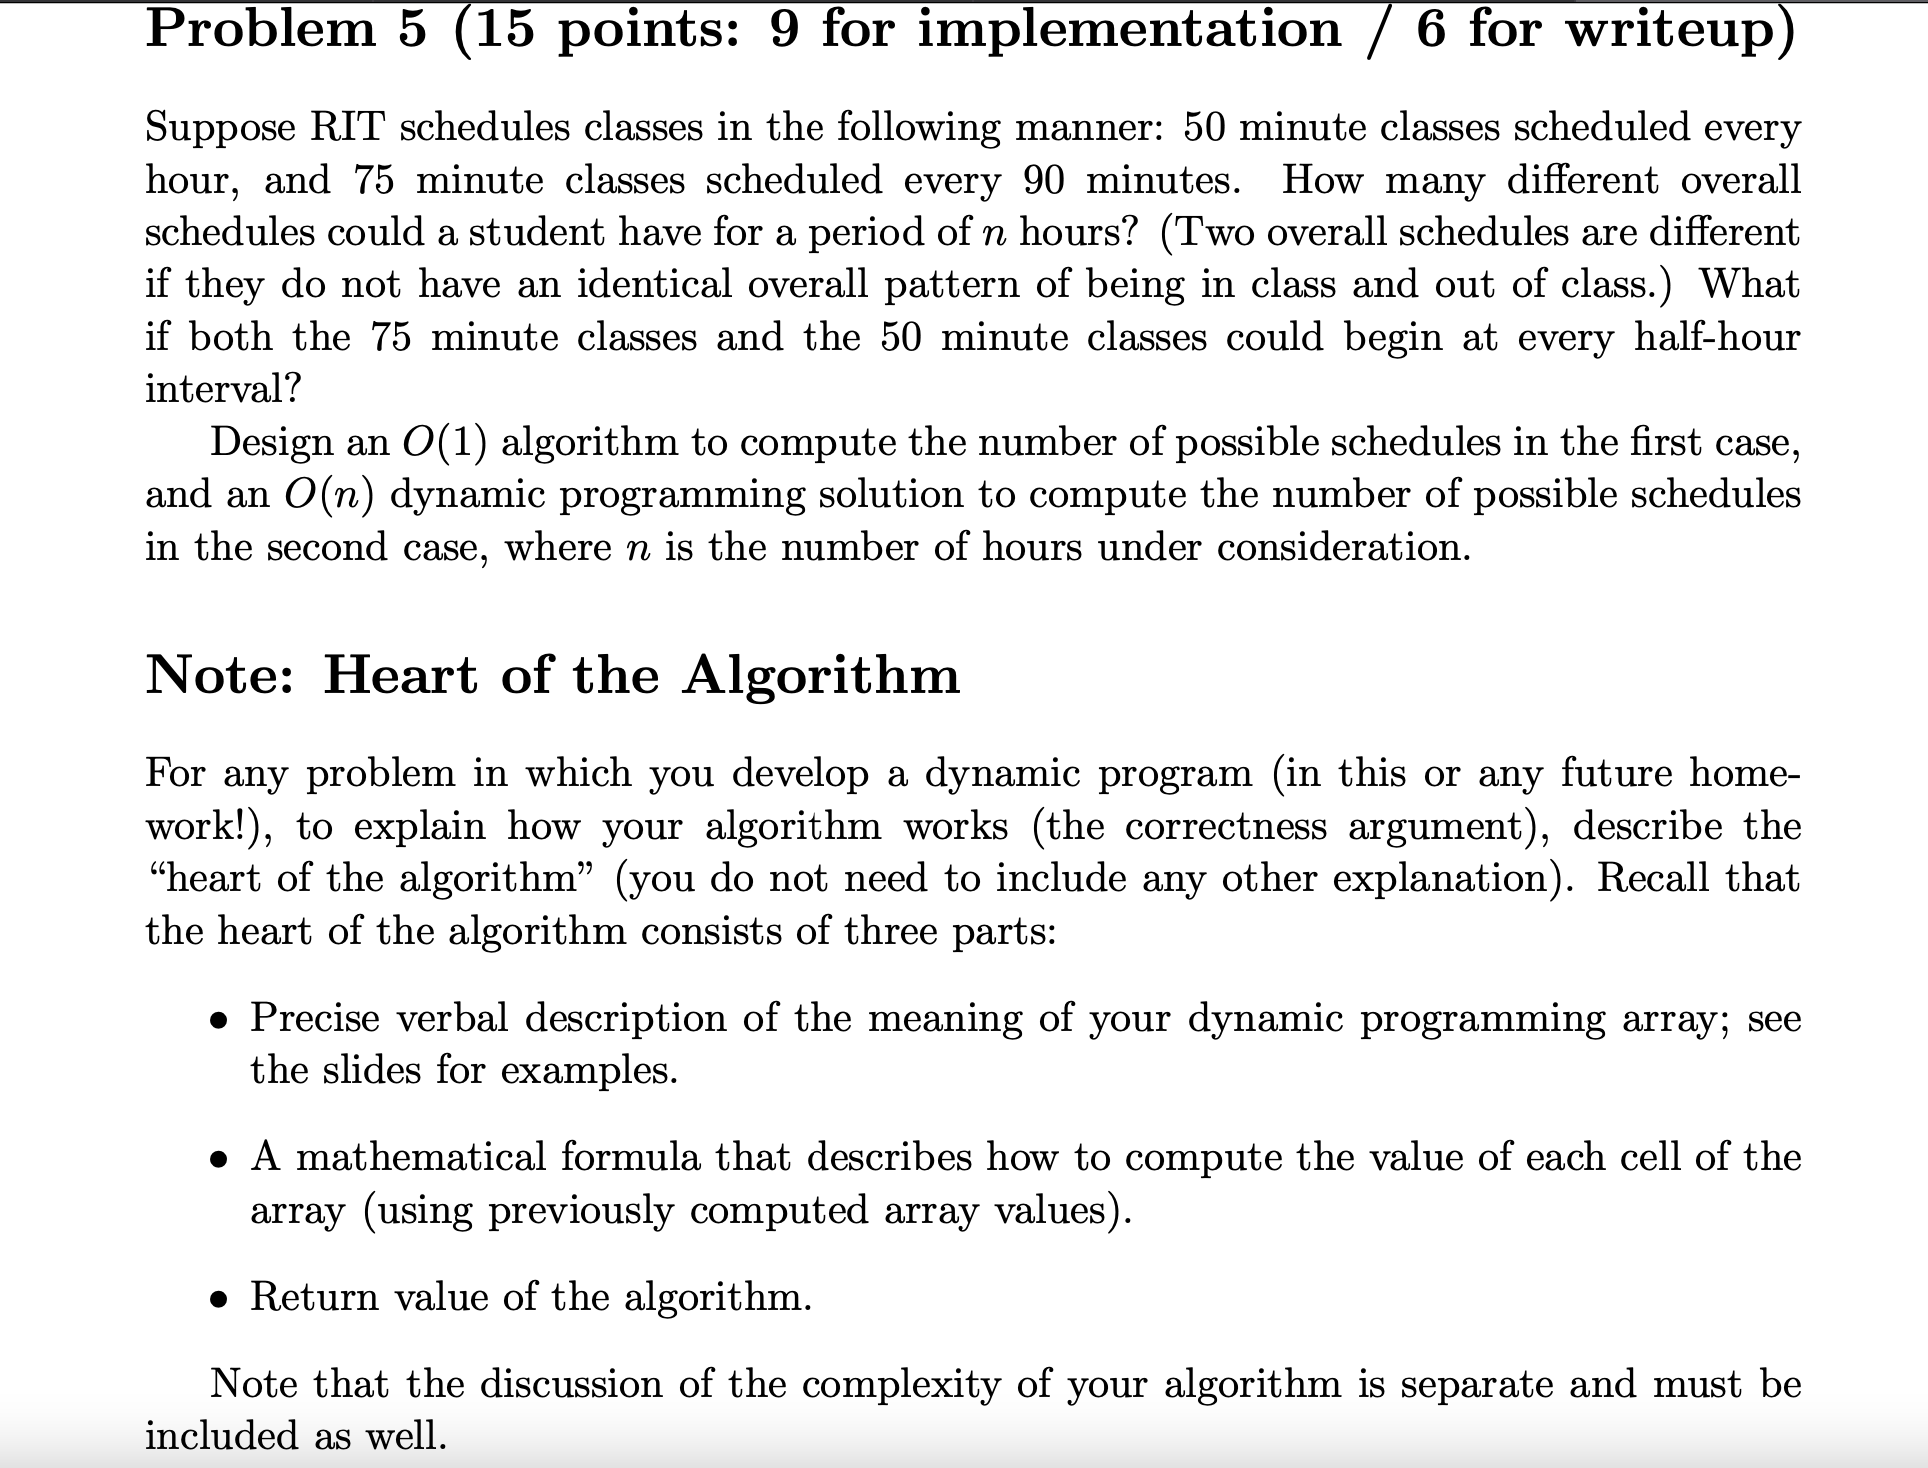 Problem 5 (15 points: 9 for implementation / 6 for writeup)
Suppose RIT schedules classes in the following manner: 50 minute classes scheduled every
hour, and 75 minute classes scheduled every 90 minutes. How many different overall
schedules could a student have for a period of n hours? (Two overall schedules are different
if they do not have an identical overall pattern of being in class and out of class.) What
if both the 75 minute classes and the 50 minute classes could begin at every half-hour
interval?
Design an O(1) algorithm to compute the number of possible schedules in the first case,
and an O(n) dynamic programming solution to compute the number of possible schedules
in the second case, where n is the number of hours under consideration.
Note: Heart of the Algorithm
For any problem in which you develop a dynamic program (in this or any future home-
work!), to explain how your algorithm works (the correctness argument), describe the
“heart of the algorithm” (you do not need to include any other explanation). Recall that
the heart of the algorithm consists of three parts:
• Precise verbal description of the meaning of your dynamic programming array; see
the slides for examples.
• A mathematical formula that describes how to compute the value of each cell of the
array (using previously computed array values).
• Return value of the algorithm.
Note that the discussion of the complexity of your algorithm is separate and must be
included as well.